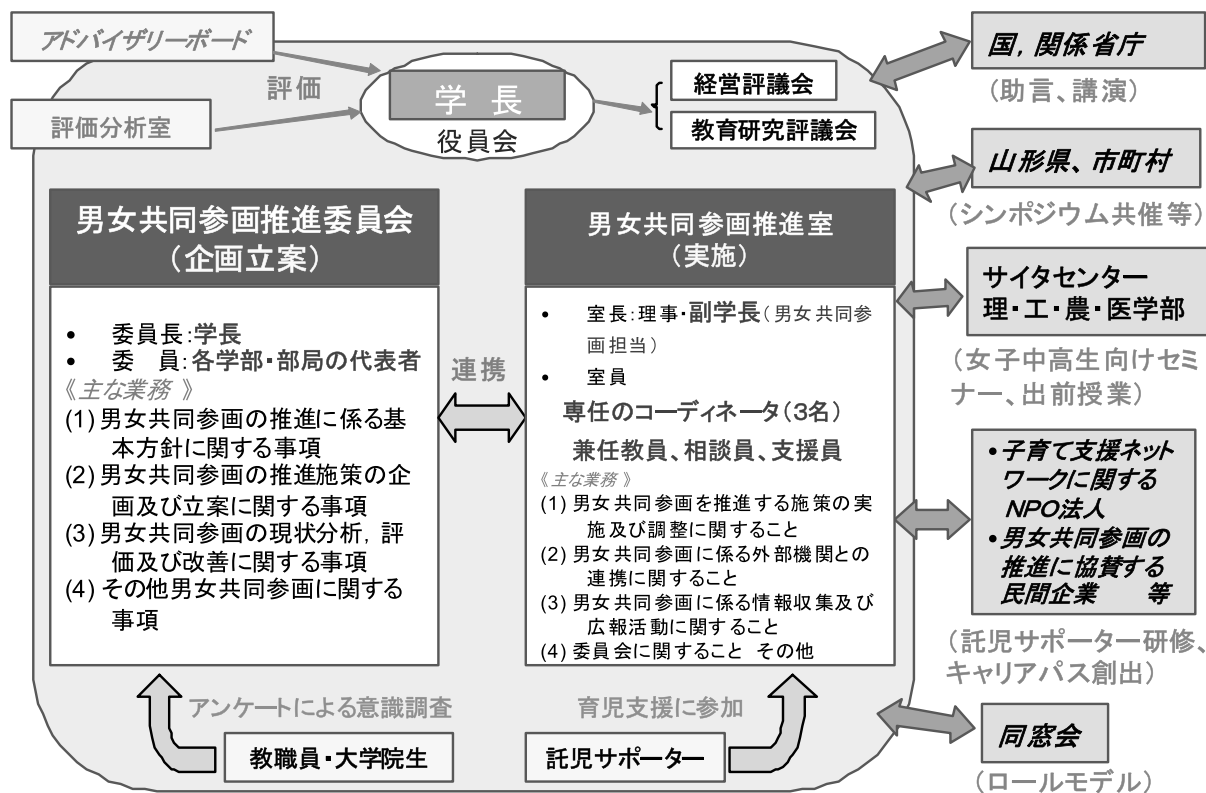 アドバイザリーボード
評価
評価分析室
学 長
役員会
経営評議会
教育研究評議会
国，関係省庁
(助言、講演)
山形県、市町村
(シンポジウム共催等)
男女共同参画推進委員会
(企画立案)
• 委員長:学長
• 委 員:各学部・部局の代表者
《主な業務 》
(1) 男女共同参画の推進に係る基
本方針に関する事項
(2) 男女共同参画の推進施策の企
画及び立案に関する事項
(3) 男女共同参画の現状分析，評
価及び改善に関する事項
(4) その他男女共同参画に関する
事項
連携
男女共同参画推進室
(実施)
• 室長:理事・副学長(男女共同参
画担当)
• 室員
専任のコーディネータ(3名)
兼任教員、相談員、支援員
《主な業務 》
(1) 男女共同参画を推進する施策の実
施及び調整に関すること
(2) 男女共同参画に係る外部機関との
連携に関すること
(3) 男女共同参画に係る情報収集及び
広報活動に関すること
(4) 委員会に関すること その他
サイタセンター
理・工・農・医学部
(女子中高生向けセミ
ナー、出前授業)
•子育て支援ネット
ワークに関する
NPO法人
•男女共同参画の
推進に協賛する
民間企業 等
(託児サポーター研修、
キャリアパス創出)
アンケートによる意識調査
教職員・大学院生
育児支援に参加
託児サポーター
同窓会
(ロールモデル)